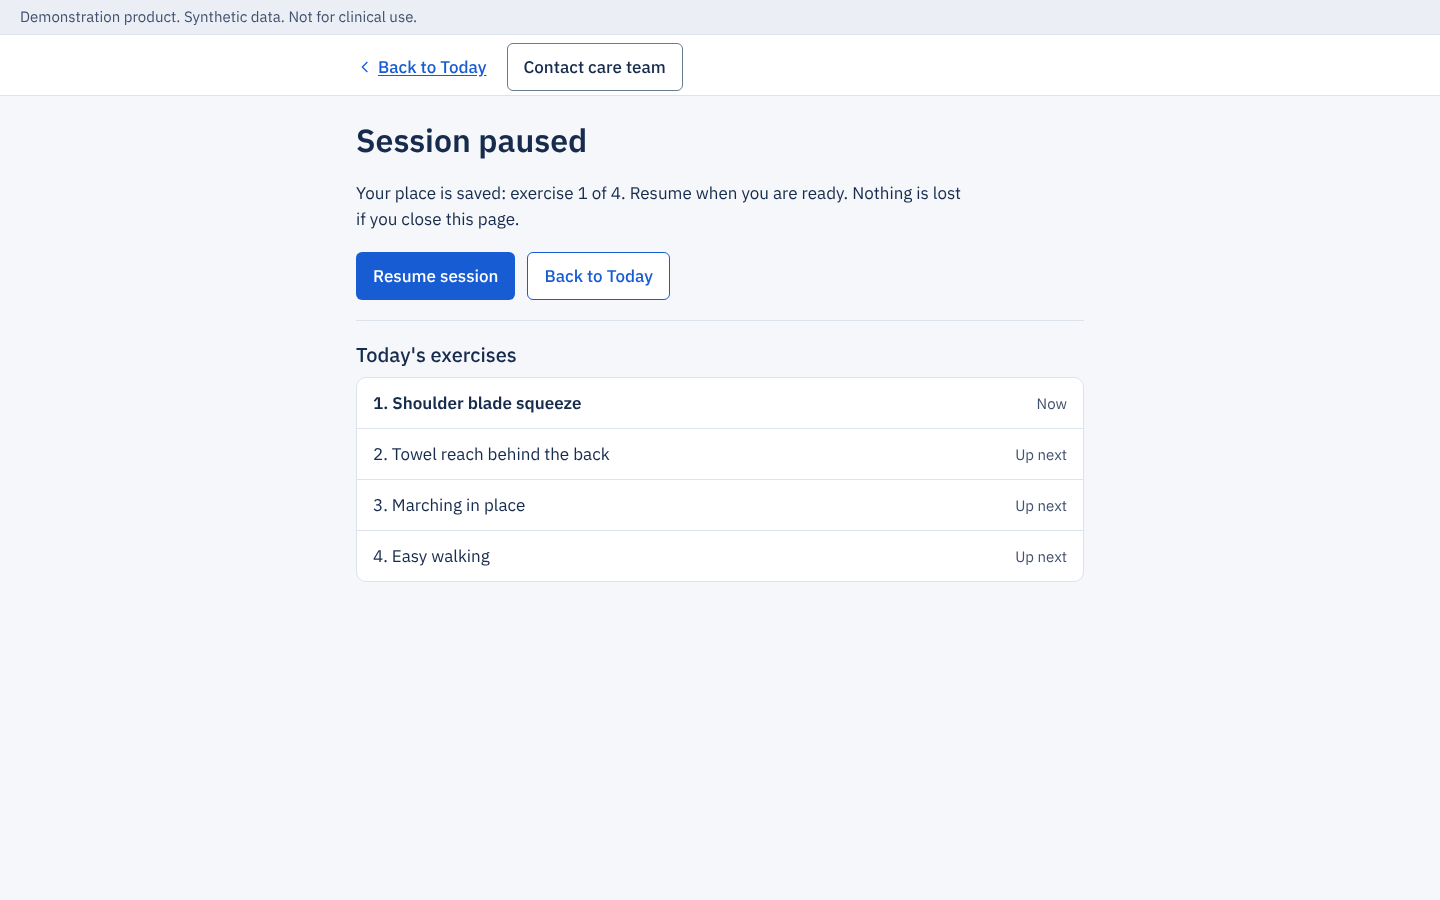 Demonstration product. Synthetic data. Not for clinical use.
Back to Today
Contact care team
Session paused
Your place is saved: exercise 1 of 4. Resume when you are ready. Nothing is lost
if you close this page.
Resume session
Back to Today
Today's exercises
1. Shoulder blade squeeze
Now
2. Towel reach behind the back
Up next
3. Marching in place
Up next
4. Easy walking
Up next